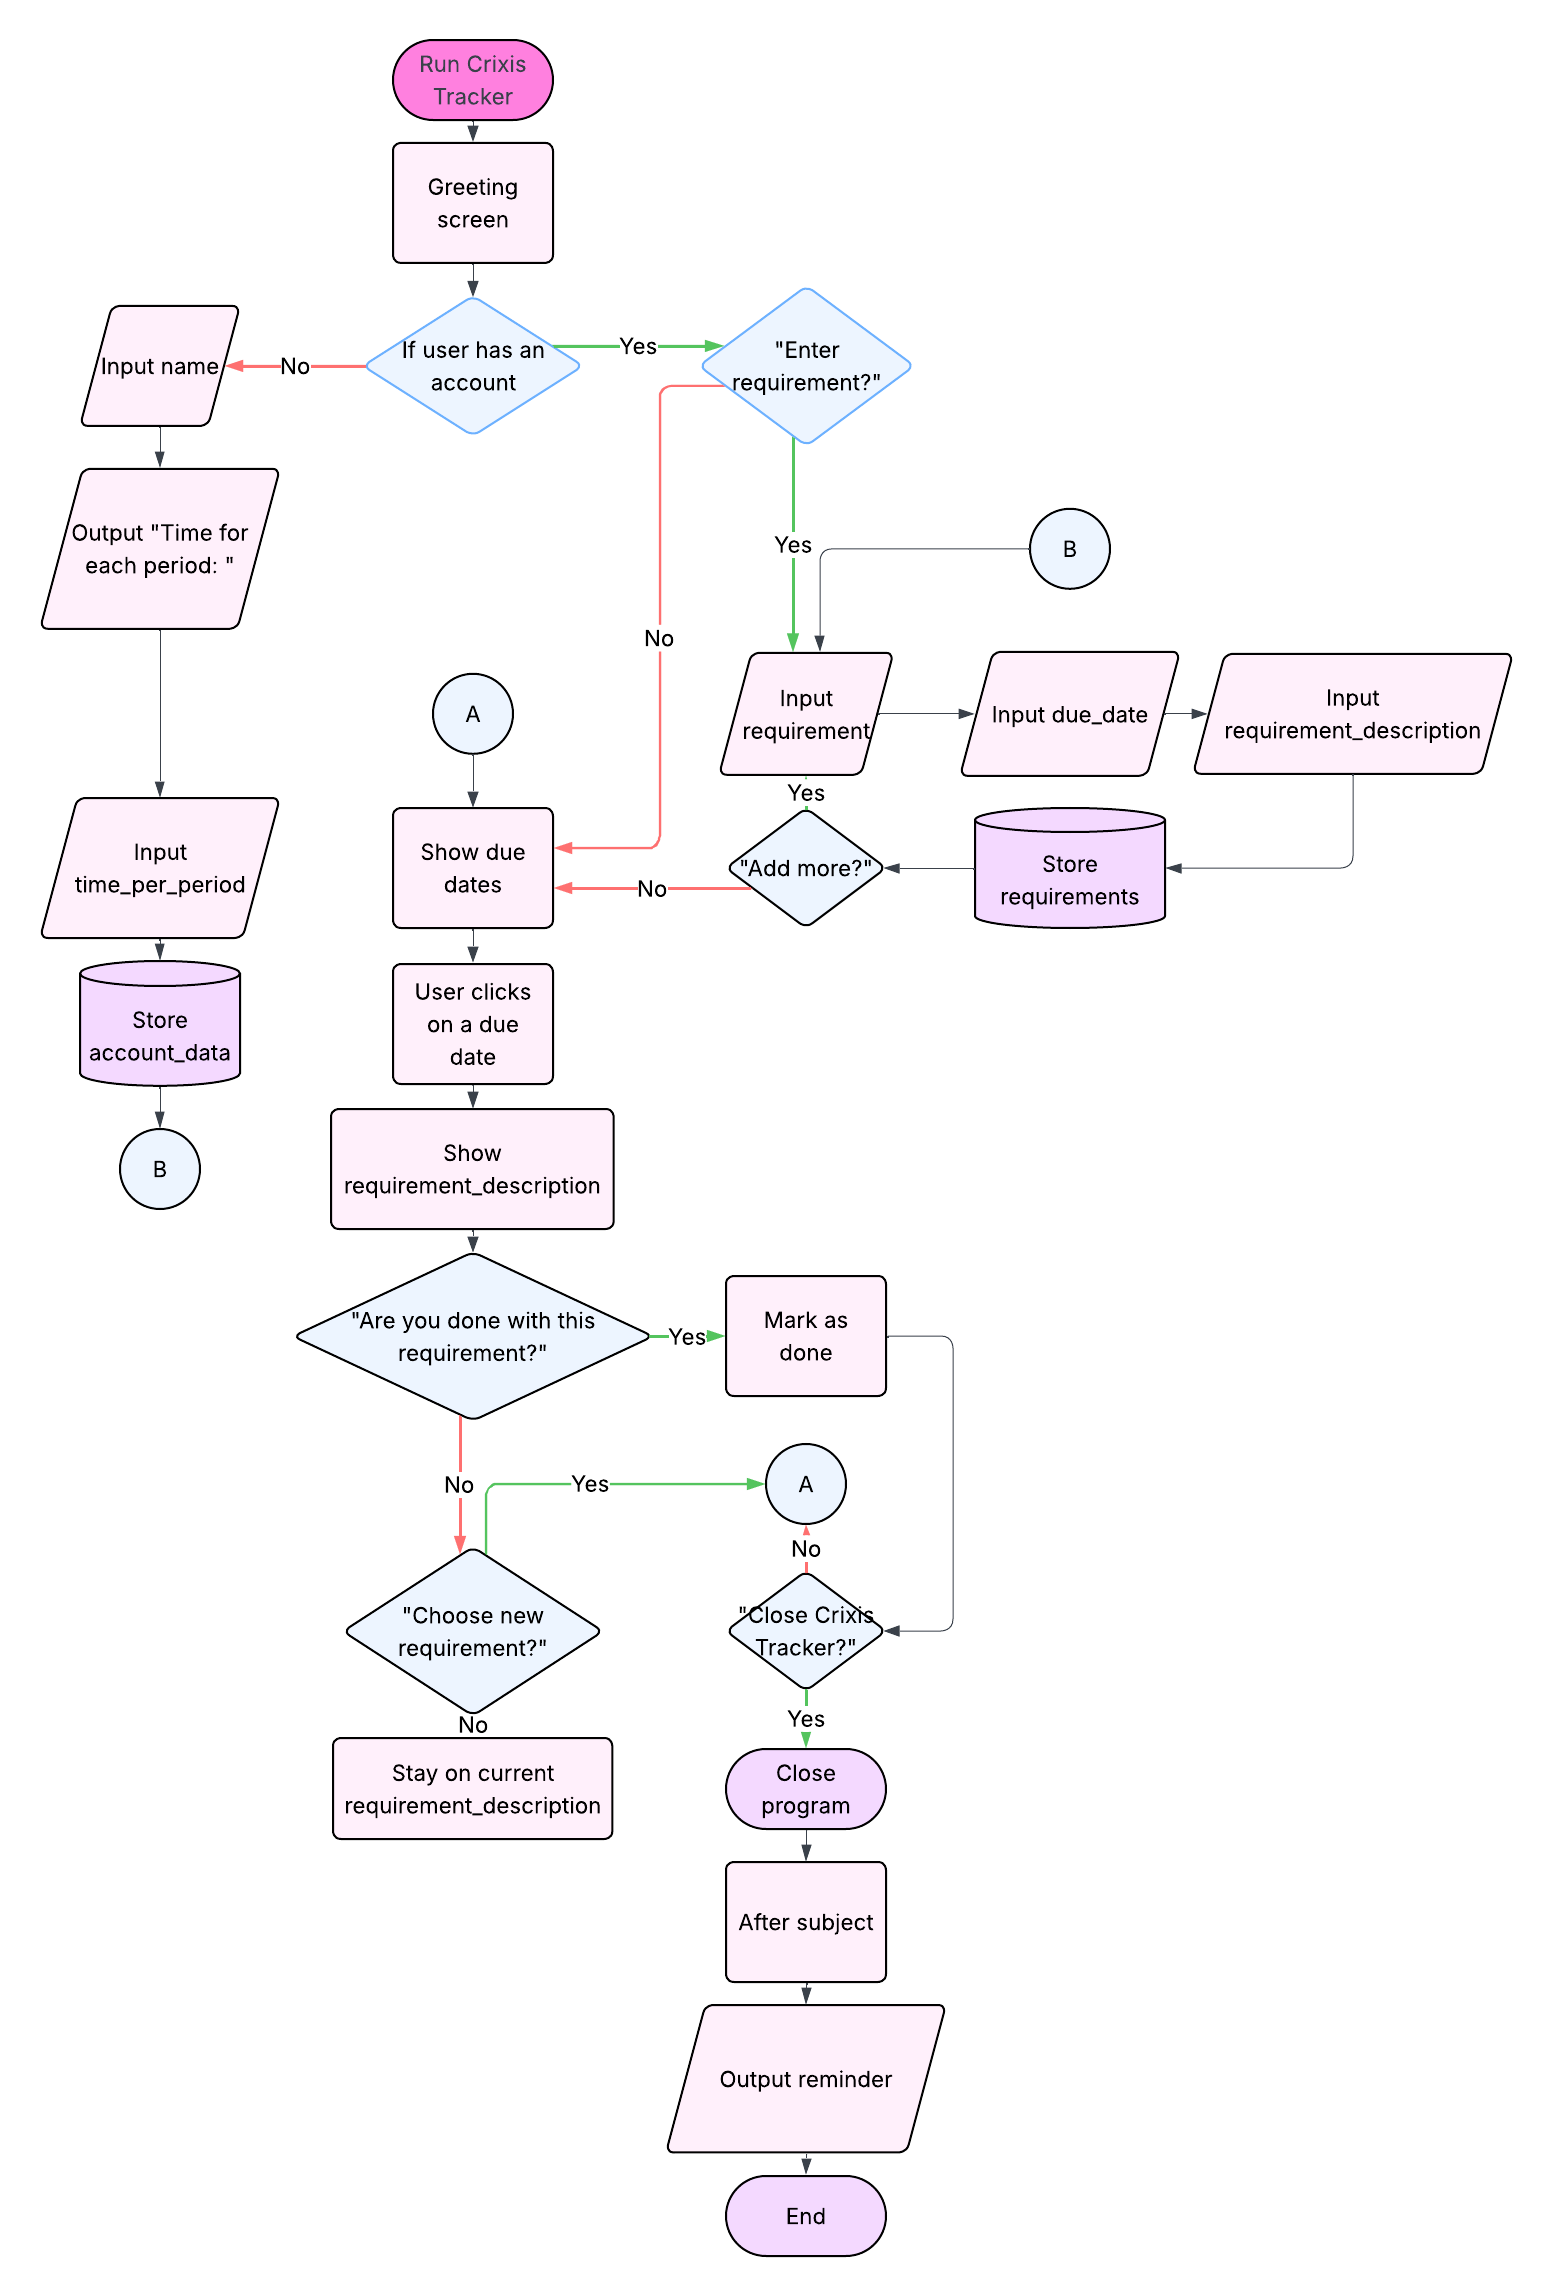 Run Crixis
Tracker
Greeting
screen
If user has an
account
Yes
"Enter
requirement?"
No
Input name
Output "Time for
each period: "
Input
time_per_period
Store
account_data
B
Yes
No
B
Input
requirement
Input due_date
Input
requirement_description
Store
requirements
Yes
"Add more?"
No
A
Show due
dates
User clicks
on a due
date
Show
requirement_description
"Are you done with this
requirement?"
Yes
Mark as
done
No
Yes
A
No
"Choose new
requirement?"
"Close Crixis
Tracker?"
No
Stay on current
requirement_description
Yes
Close
program
After subject
Output reminder
End